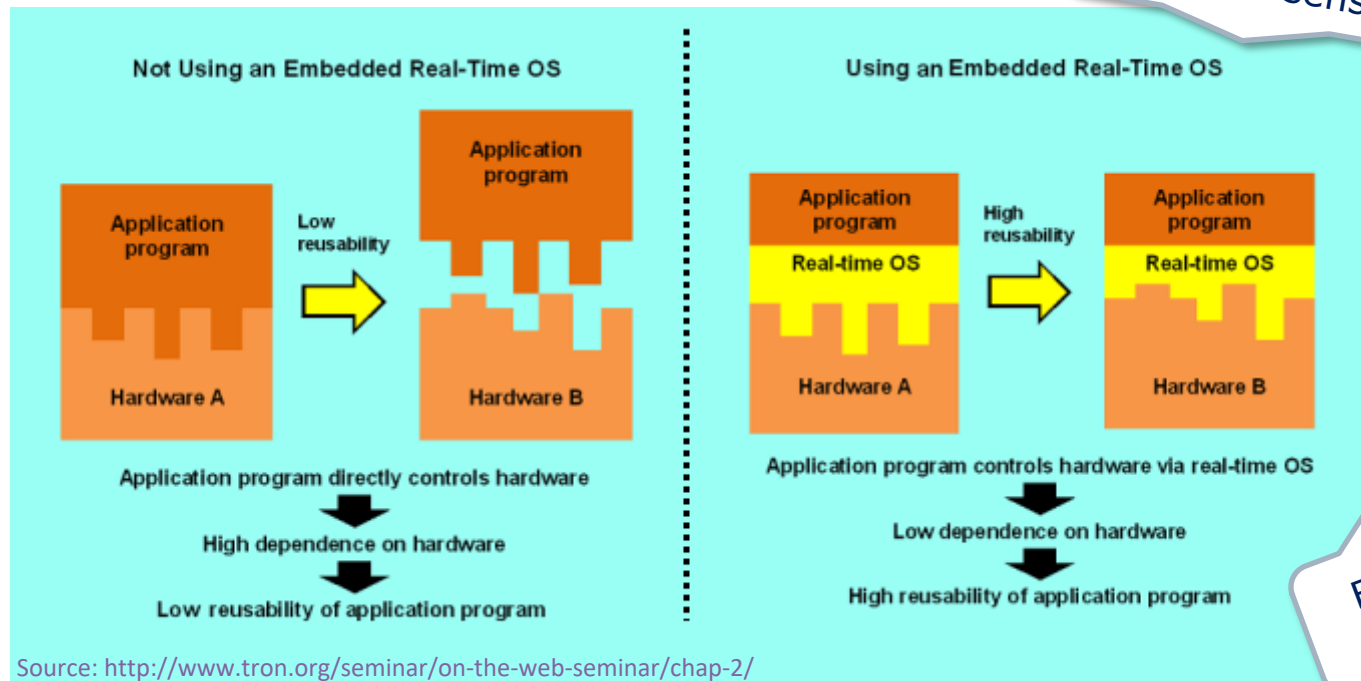 Not Using an Embedded Real-Time OS
Application
program
Low
reusability
Application
program
Hardware A
Hardware B
Application program directly controls hardware
High dependence on hardware
Low reusability of application program
Using an Embedded Real-Time OS
Application
program
High
reusability
Application
program
Real-time OS
Real-time OS
Hardware A
Hardware B
Application program controls hardware via real-time OS
Low dependence on hardware
High reusability of application program
Source: http://www.tron.org/seminar/on-the-web-seminar/chap-2/